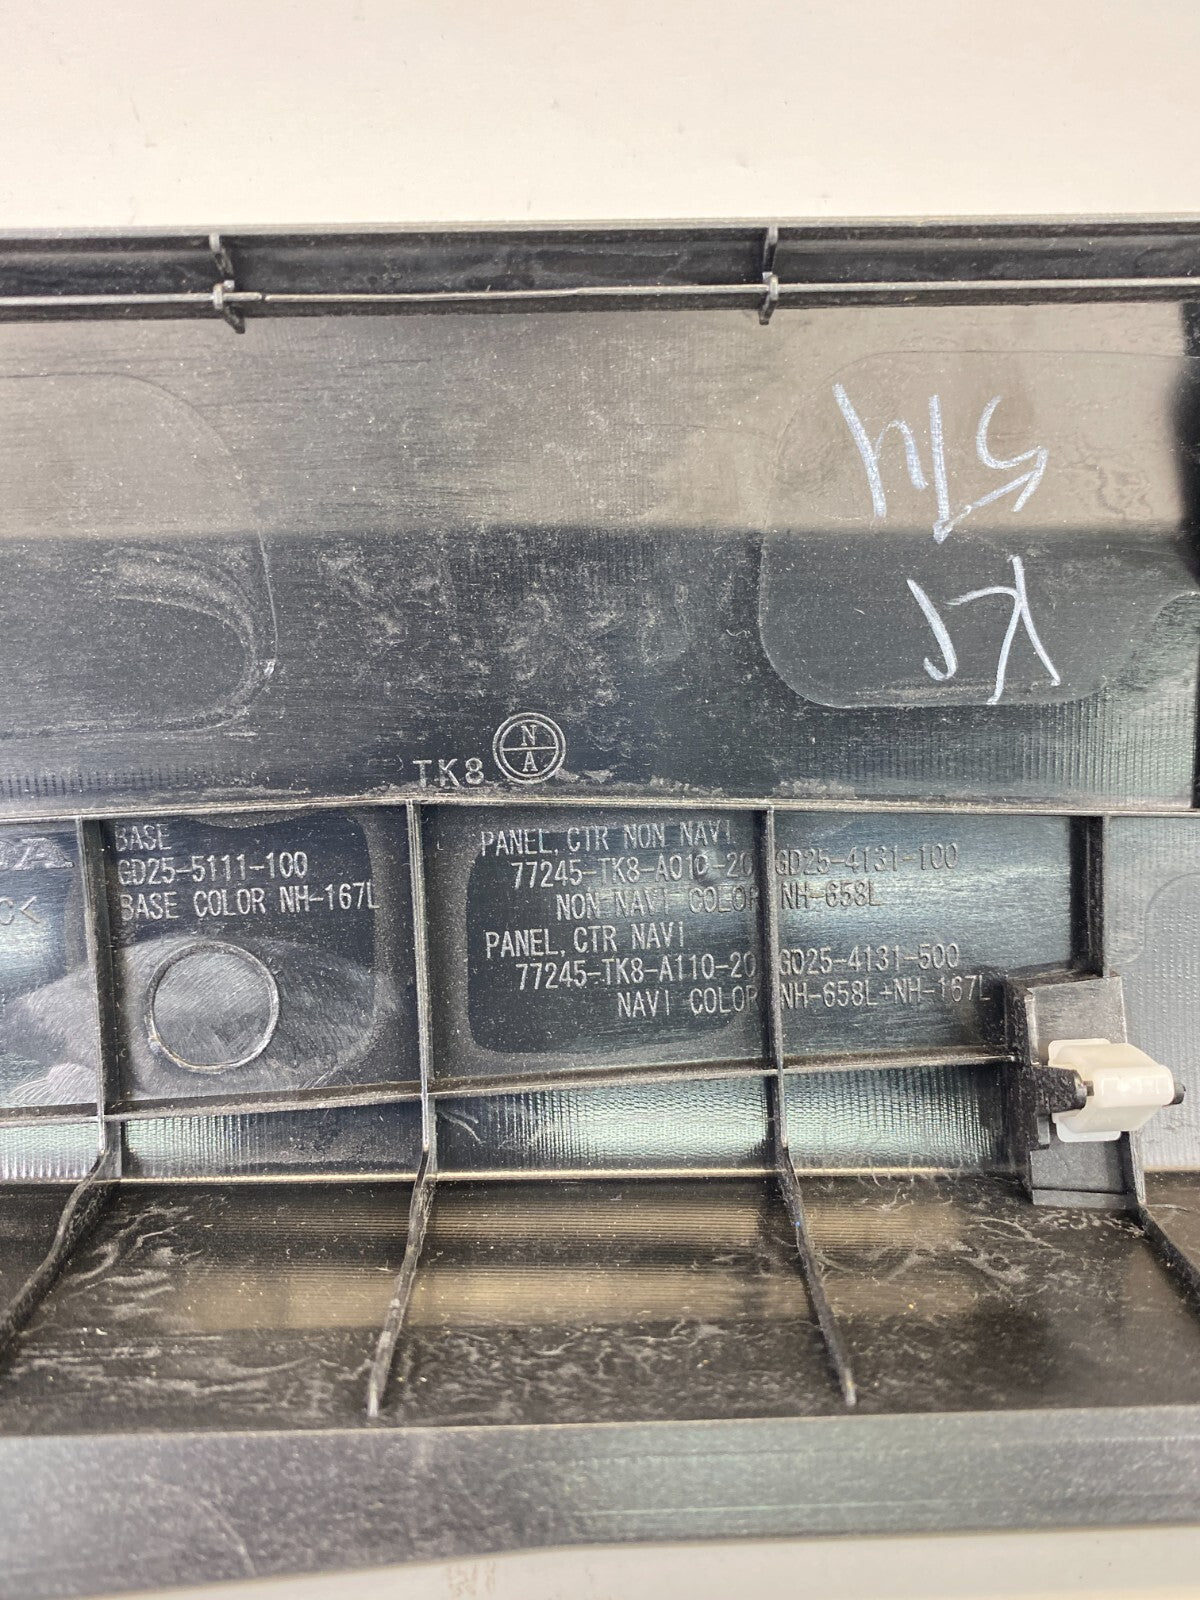 574
KJ
TK8
N
A
BASE
GD25-5111-100
BASE COLOR NH-167L
PANEL, CTR NON NAVI
77245-TK8-A010-20 GD25-4131-100
NON NAVI COLOR NH-658L
PANEL, CTR NAVI
77245-TK8-A110-20 GD25-4131-500
NAVI COLOR NH-658L+NH-167L